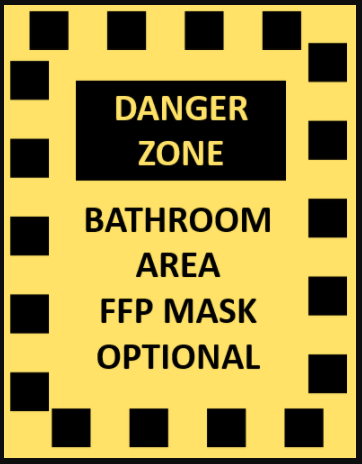 DANGER
ZONE
BATHROOM
AREA
FFP MASK
OPTIONAL